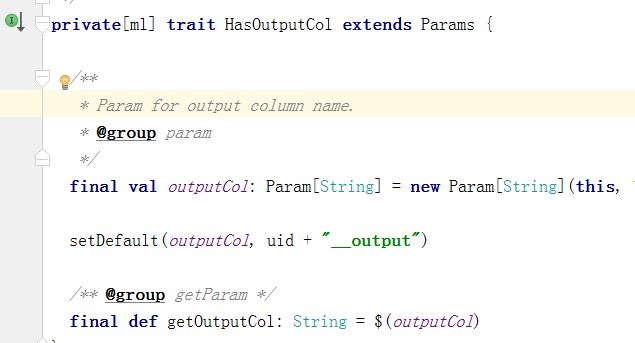 */
private[ml] trait HasOutputCol extends Params {
/**
* Param for output column name.
* @group param
*/
final val outputCol: Param[String] = new Param[String](this, "
setDefault(outputCol, uid + "__output")
/** @group getParam */
final def getOutputCol: String = $(outputCol)
}